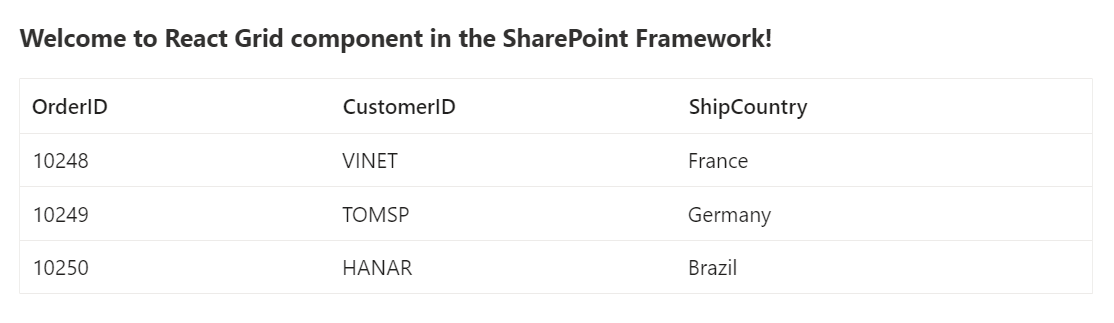 Welcome to React Grid component in the SharePoint Framework!
OrderID CustomerID ShipCountry
10248 VINET France
10249 TOMSP Germany
10250 HANAR Brazil